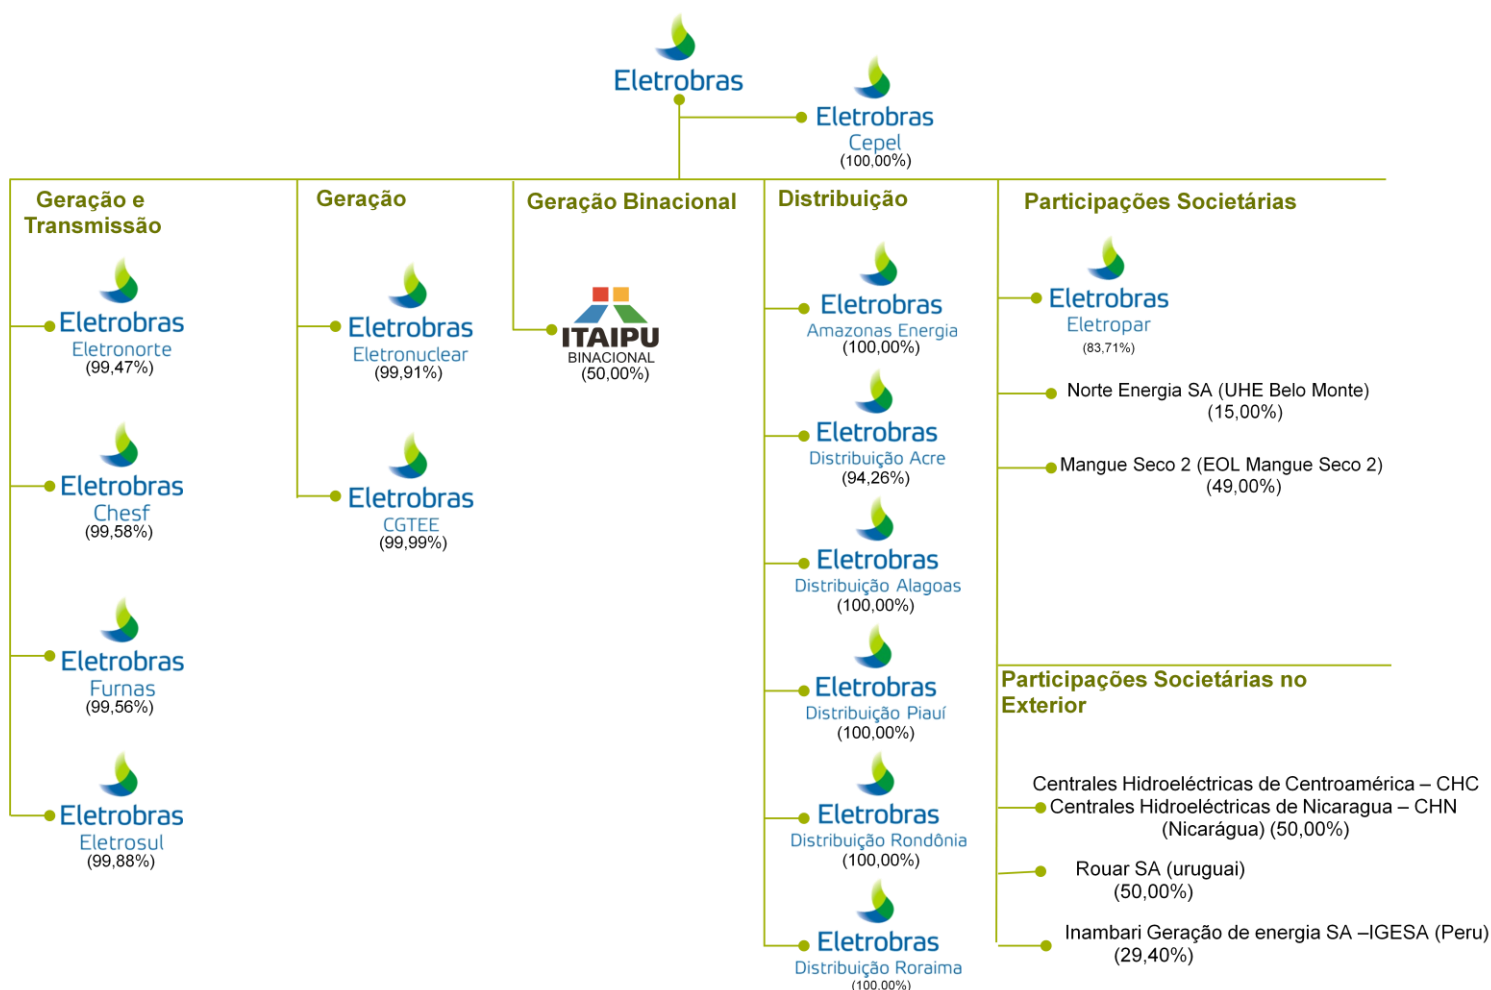 Eletrobras
Eletrobras
Cepel
(100,00%)
Geração e
Transmissão
Eletrobras
Eletronorte
(99,47%)
Eletrobras
Chesf
(99,58%)
Eletrobras
Furnas
(99,56%)
Eletrobras
Eletrosul
(99,88%)
Geração
Eletrobras
Eletronuclear
(99,91%)
Eletrobras
CGTEE
(99,99%)
Geração Binacional
ITAIPU
BINACIONAL
(50,00%)
Distribuição
Eletrobras
Amazonas Energia
(100,00%)
Eletrobras
Distribuição Acre
(94,26%)
Eletrobras
Distribuição Alagoas
(100,00%)
Eletrobras
Distribuição Piauí
(100,00%)
Eletrobras
Distribuição Rondônia
(100,00%)
Eletrobras
Distribuição Roraima
(100,00%)
Participações Societárias
Eletrobras
Eletropar
(83,71%)
Norte Energia SA (UHE Belo Monte)
(15,00%)
Mangue Seco 2 (EOL Mangue Seco 2)
(49,00%)
Participações Societárias no
Exterior
Centrales Hidroeléctricas de Centroamérica – CHC
Centrales Hidroeléctricas de Nicaragua – CHN
(Nicarágua) (50,00%)
Rouar SA (uruguai)
(50,00%)
Inambari Geração de energia SA –IGESA (Peru)
(29,40%)